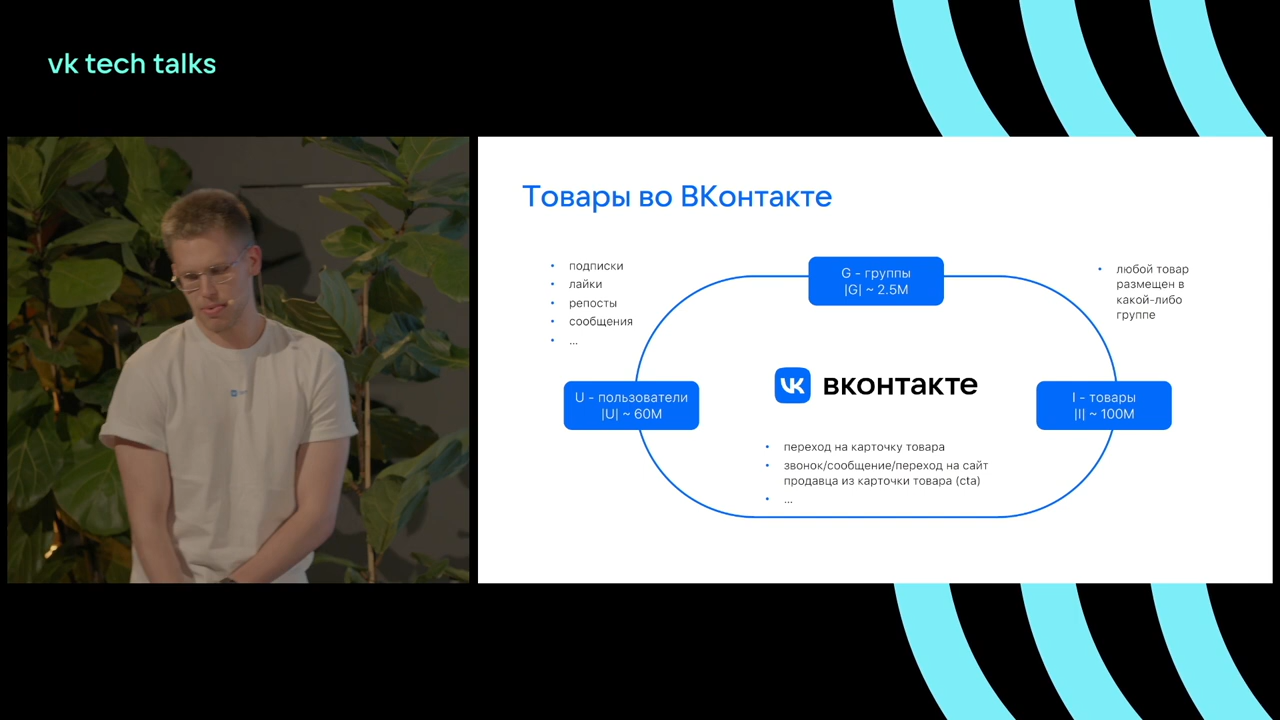 vk tech talks
Товары во ВКонтакте
• подписки
• лайки
• репосты
• сообщения
• ...
G - группы
|G| ~ 2.5M
• любой товар
размещен в
какой-либо
группе
вконтакте
U - пользователи
|U| ~ 60M
I - товары
|I| ~ 100M
• переход на карточку товара
• звонок/сообщение/переход на сайт
продавца из карточки товара (cta)
• ...